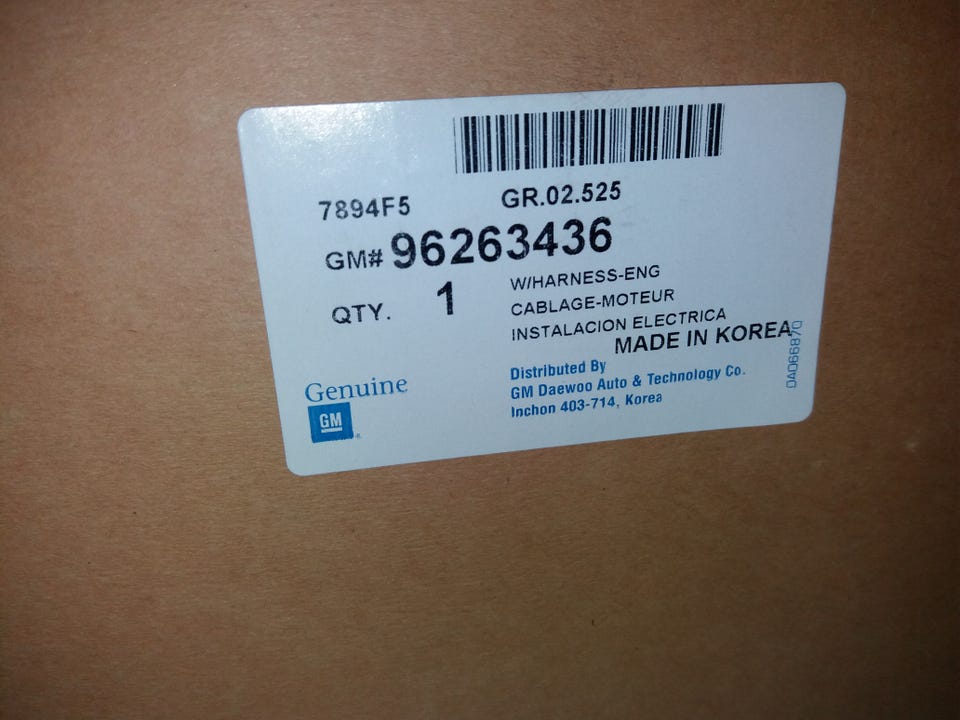 7894F5 GR.02.525
GM# 96263436
QTY. 1
W/HARNESS-ENG
CABLAGE-MOTEUR
INSTALACION ELECTRICA
MADE IN KOREA
Distributed By
GM Daewoo Auto & Technology Co.
Inchon 403-714, Korea
Genuine
GM
DAD66870